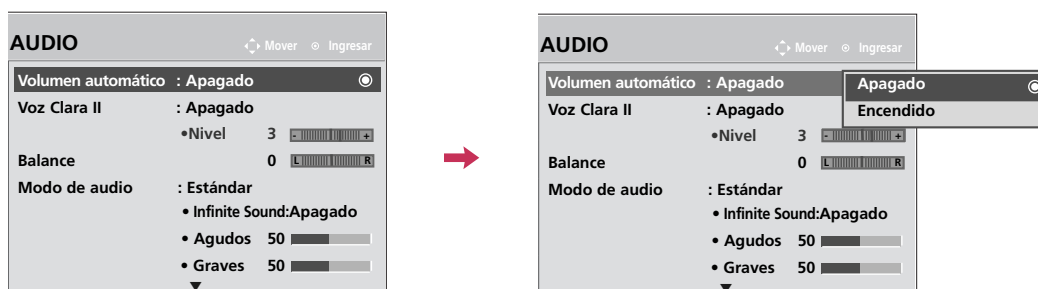 AUDIO
Mover Ingresar
Volumen automático : Apagado
Voz Clara II : Apagado
•Nivel 3 - +
Balance 0 L R
Modo de audio : Estándar
• Infinite Sound:Apagado
• Agudos 50
• Graves 50
AUDIO
Mover Ingresar
Volumen automático : Apagado
Apagado
Encendido
Voz Clara II : Apagado
•Nivel 3 - +
Balance 0 L R
Modo de audio : Estándar
• Infinite Sound:Apagado
• Agudos 50
• Graves 50